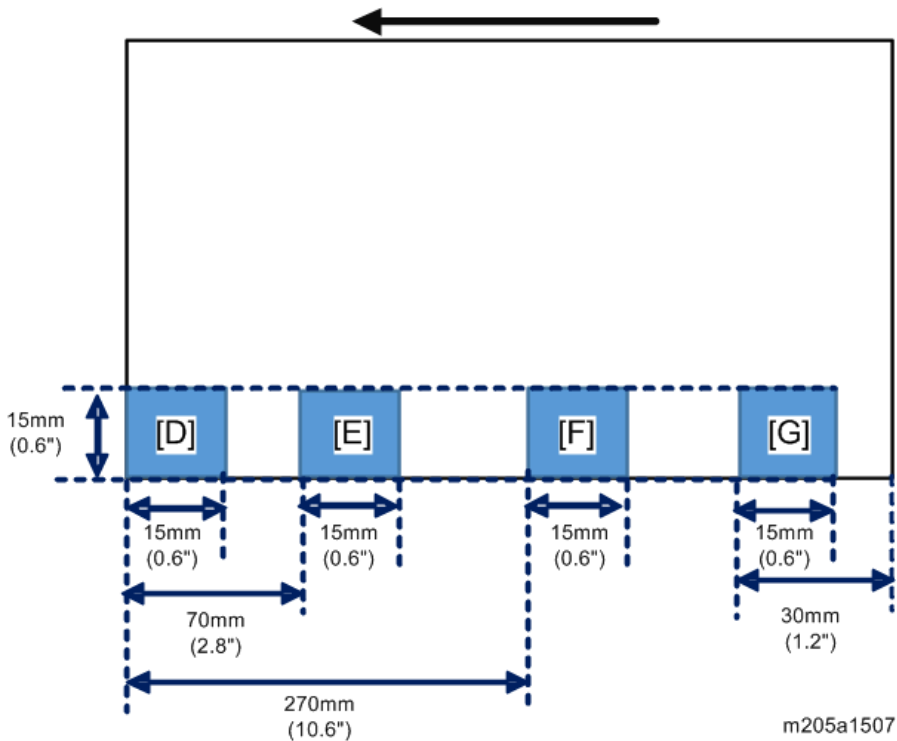 [D]
[E]
[F]
[G]
15mm
(0.6")
15mm
(0.6")
15mm
(0.6")
15mm
(0.6")
15mm
(0.6")
70mm
(2.8")
30mm
(1.2")
270mm
(10.6")
m205a1507